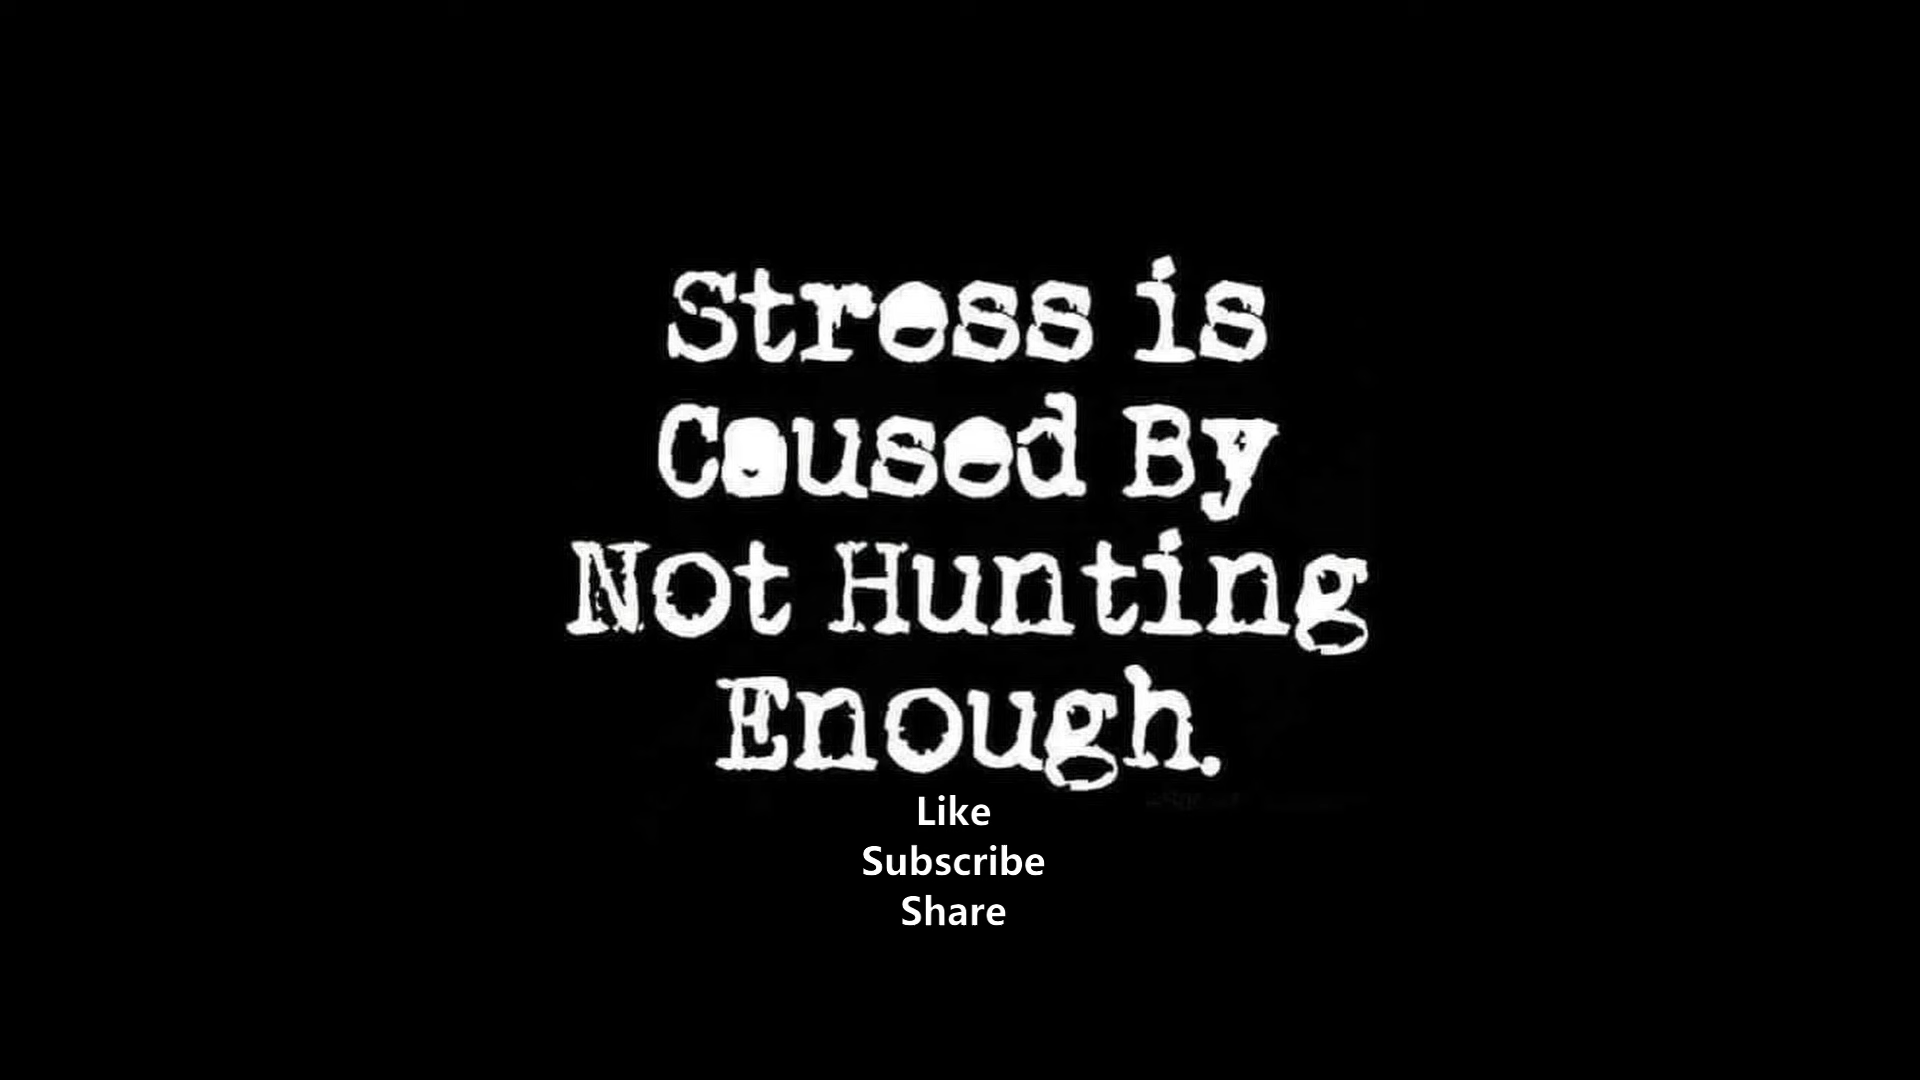 Stress is
Caused By
Not Hunting
Enough.
Like
Subscribe
Share